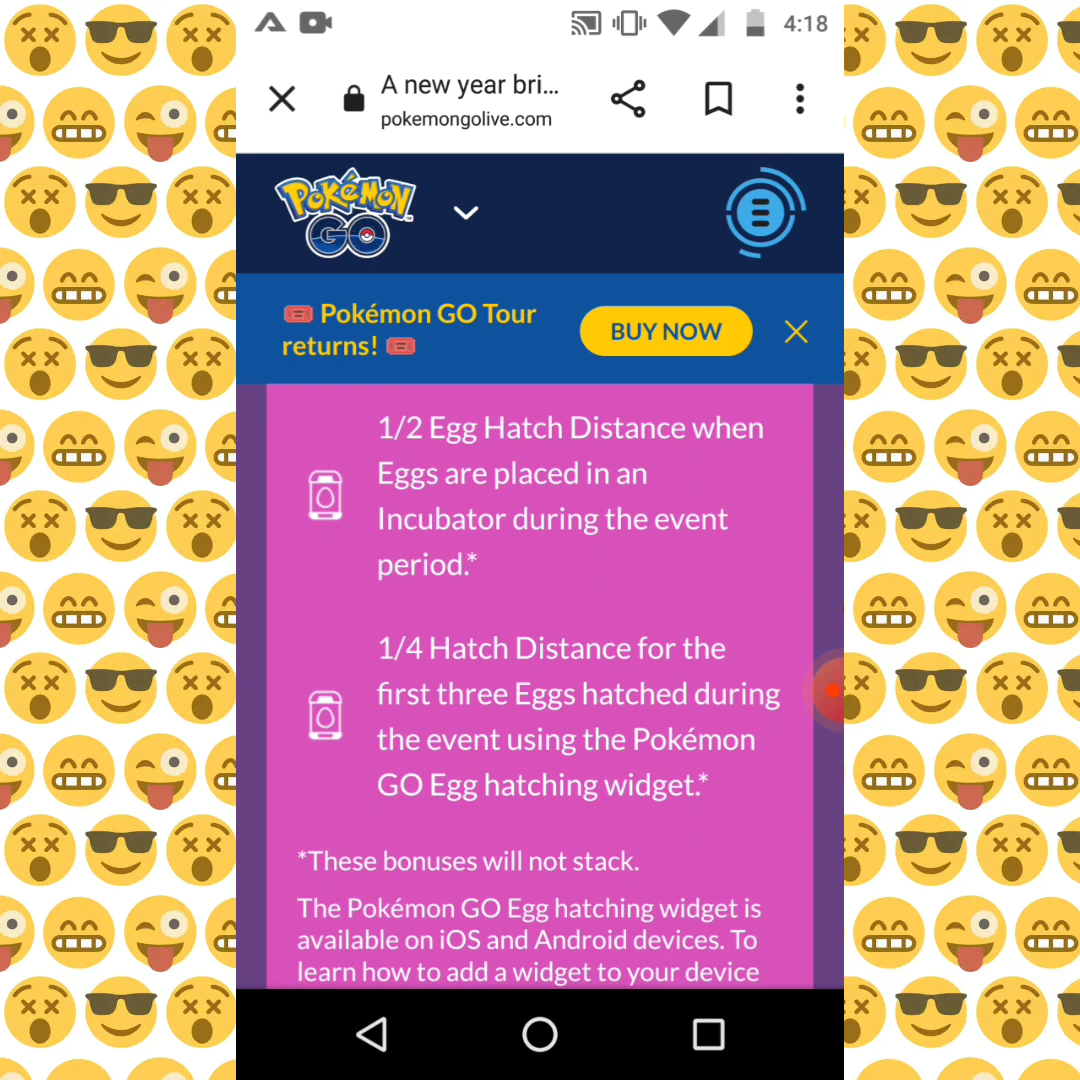 4:18
A new year bri...
pokemongolive.com
POKÉMON
GO
Pokémon GO Tour
returns!
BUY NOW
1/2 Egg Hatch Distance when
Eggs are placed in an
Incubator during the event
period.*
1/4 Hatch Distance for the
first three Eggs hatched during
the event using the Pokémon
GO Egg hatching widget.*
*These bonuses will not stack.
The Pokémon GO Egg hatching widget is
available on iOS and Android devices. To
learn how to add a widget to your device